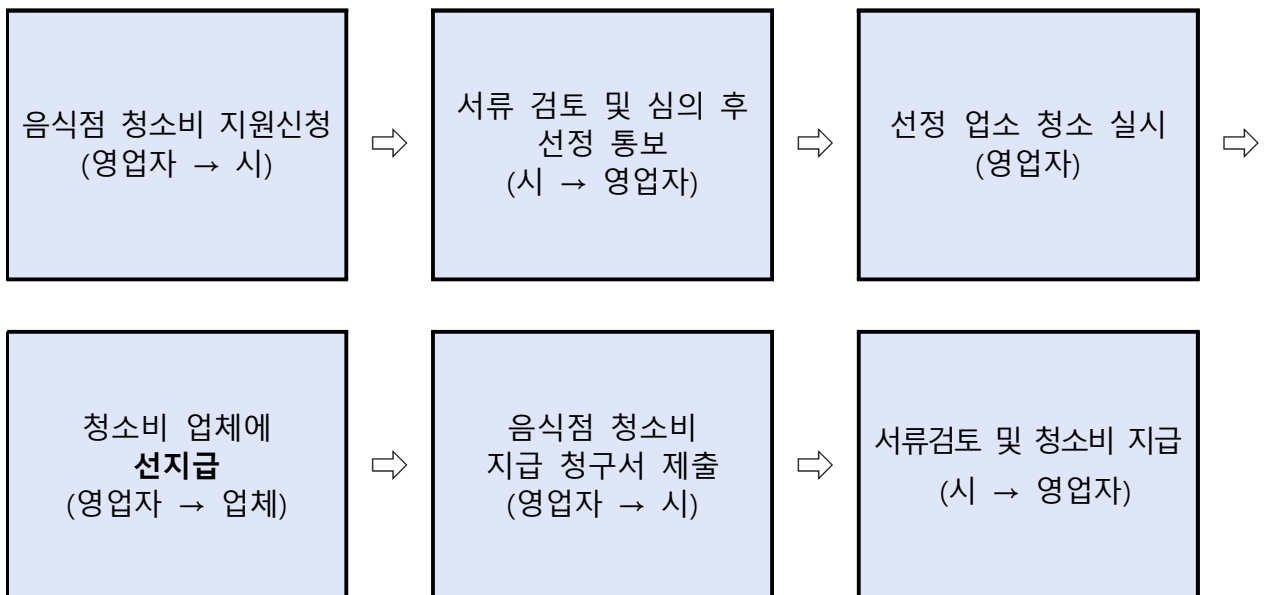 음식점 청소비 지원신청
(영업자 → 시)
⇨
서류 검토 및 심의 후
선정 통보
(시 → 영업자)
⇨
선정 업소 청소 실시
(영업자)
⇨
청소비 업체에
선지급
(영업자 → 업체)
⇨
음식점 청소비
지급 청구서 제출
(영업자 → 시)
⇨
서류검토 및 청소비 지급
(시 → 영업자)